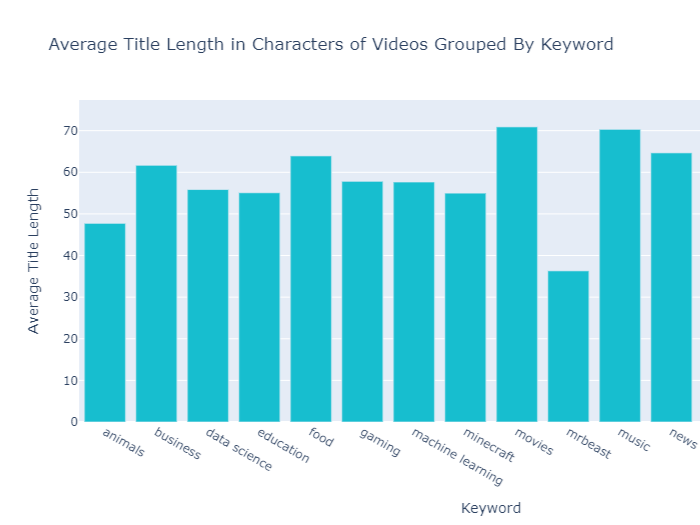 Average Title Length in Characters of Videos Grouped By Keyword
Average Title Length
70
60
50
40
30
20
10
0
animals
business
data science
education
food
gaming
machine learning
minecraft
movies
mrbeast
music
news
Keyword